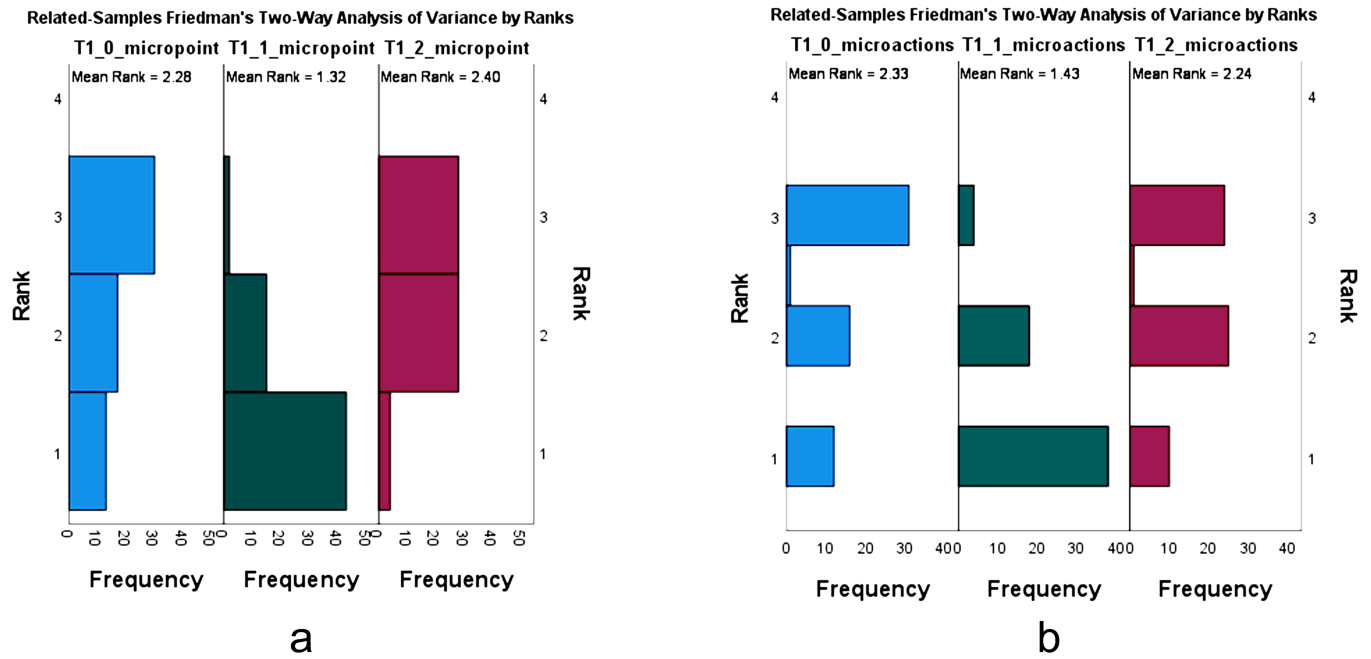 Related-Samples Friedman's Two-Way Analysis of Variance by Ranks
T1_0_micropoint T1_1_micropoint T1_2_micropoint
Mean Rank = 2.28 Mean Rank = 1.32 Mean Rank = 2.40
4 4
3 3
2 2
1 1
Rank
Rank
0 10 20 30 40 50 0 10 20 30 40 50 0 10 20 30 40 50
Frequency Frequency Frequency
a
Related-Samples Friedman's Two-Way Analysis of Variance by Ranks
T1_0_microactions T1_1_microactions T1_2_microactions
Mean Rank = 2.33 Mean Rank = 1.43 Mean Rank = 2.24
4 4
3 3
2 2
1 1
Rank
Rank
0 10 20 30 40 0 10 20 30 40 0 10 20 30 40
Frequency Frequency Frequency
b